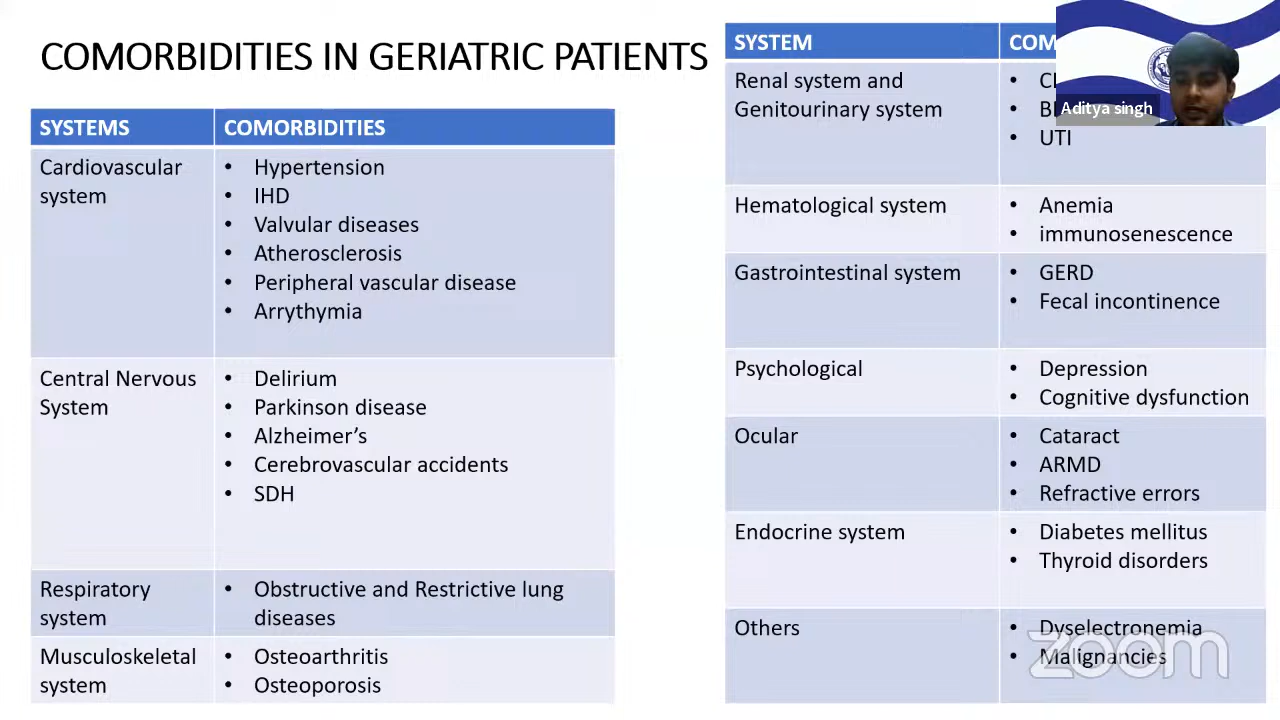 COMORBIDITIES IN GERIATRIC PATIENTS
SYSTEMS COMORBIDITIES
Cardiovascular system
• Hypertension
• IHD
• Valvular diseases
• Atherosclerosis
• Peripheral vascular disease
• Arrythymia
Central Nervous System
• Delirium
• Parkinson disease
• Alzheimer’s
• Cerebrovascular accidents
• SDH
Respiratory system
• Obstructive and Restrictive lung
diseases
Musculoskeletal system
• Osteoarthritis
• Osteoporosis
SYSTEM
Renal system and
Genitourinary system
• UTI
Hematological system
• Anemia
• immunosenescence
Gastrointestinal system
• GERD
• Fecal incontinence
Psychological
• Depression
• Cognitive dysfunction
Ocular
• Cataract
• ARMD
• Refractive errors
Endocrine system
• Diabetes mellitus
• Thyroid disorders
Others
• Dyselectronemia
• Malignancies
Aditya singh
zoom